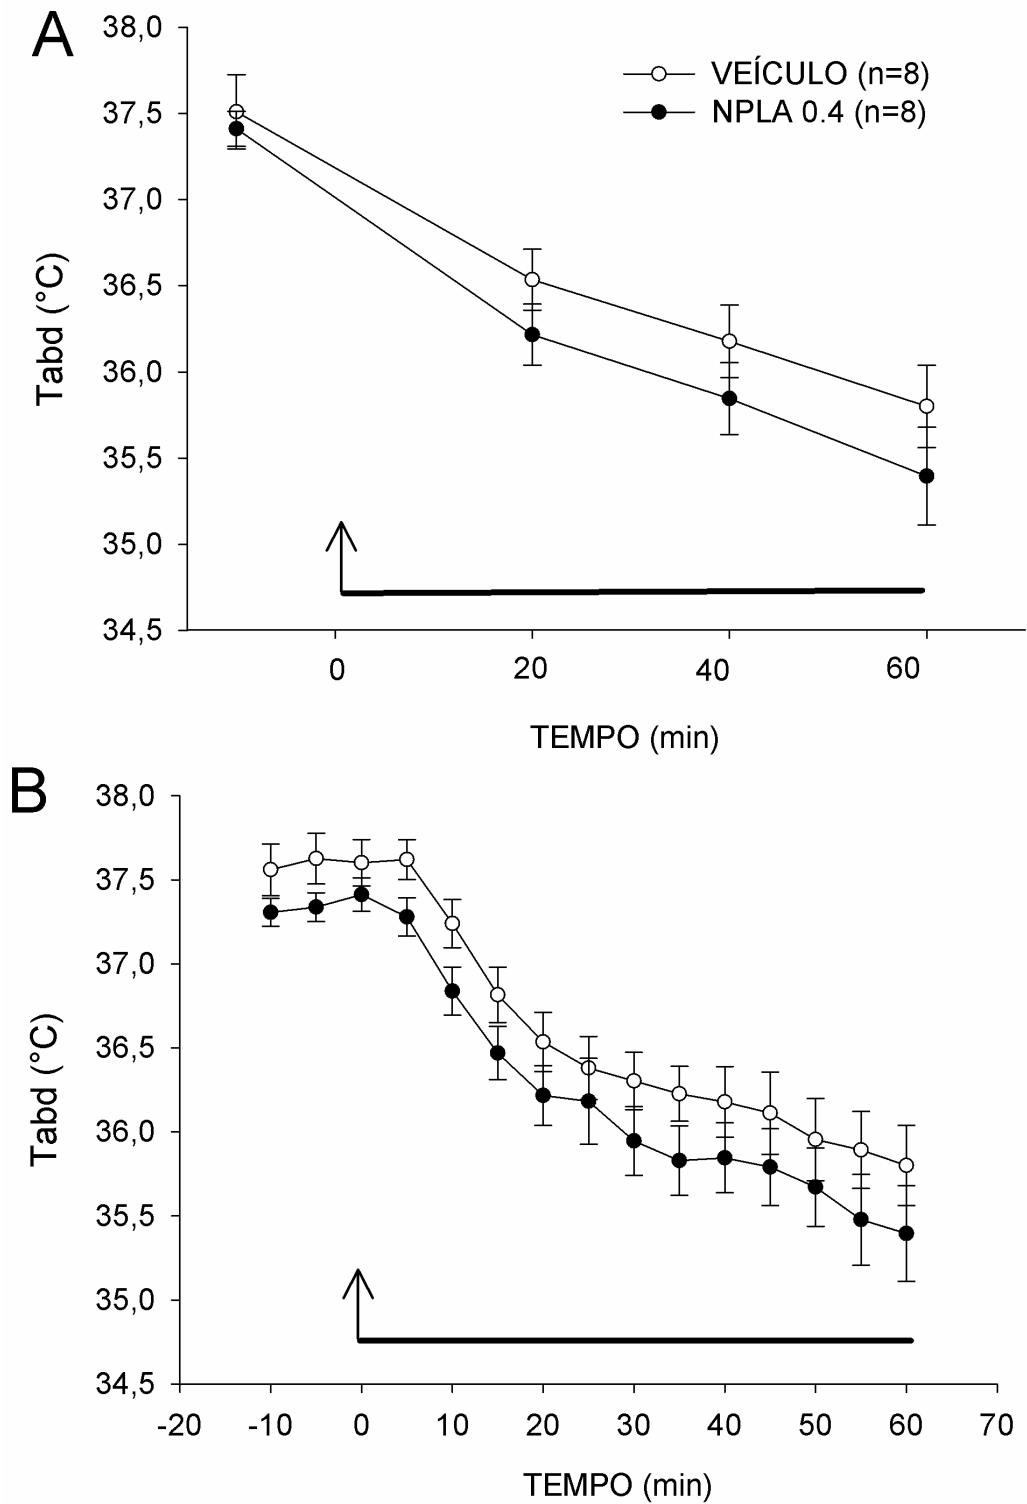 A
38,0
VEÍCULO (n=8)
NPLA 0.4 (n=8)
37,5
37,0
36,5
36,0
35,5
35,0
34,5
Tabd (°C)
0 20 40 60
TEMPO (min)
B
38,0
37,5
37,0
36,5
36,0
35,5
35,0
34,5
Tabd (°C)
-20 -10 0 10 20 30 40 50 60 70
TEMPO (min)